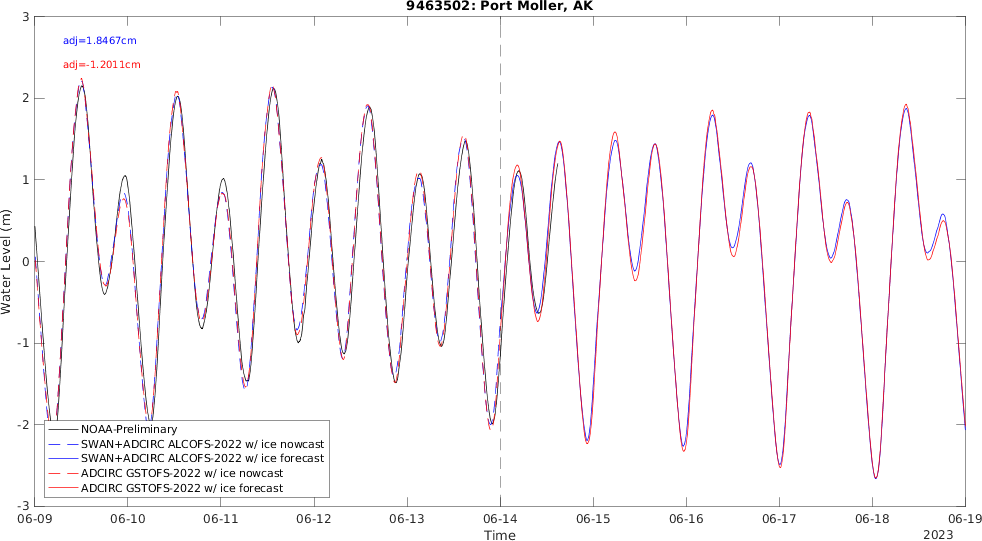 9463502: Port Moller, AK
adj=1.8467cm
adj=-1.2011cm
3
2
1
0
-1
-2
-3
Water Level (m)
NOAA-Preliminary
SWAN+ADCIRC ALCOFS-2022 w/ ice nowcast
SWAN+ADCIRC ALCOFS-2022 w/ ice forecast
ADCIRC GSTOFS-2022 w/ ice nowcast
ADCIRC GSTOFS-2022 w/ ice forecast
06-09 06-10 06-11 06-12 06-13 06-14 06-15 06-16 06-17 06-18 06-19
Time
2023